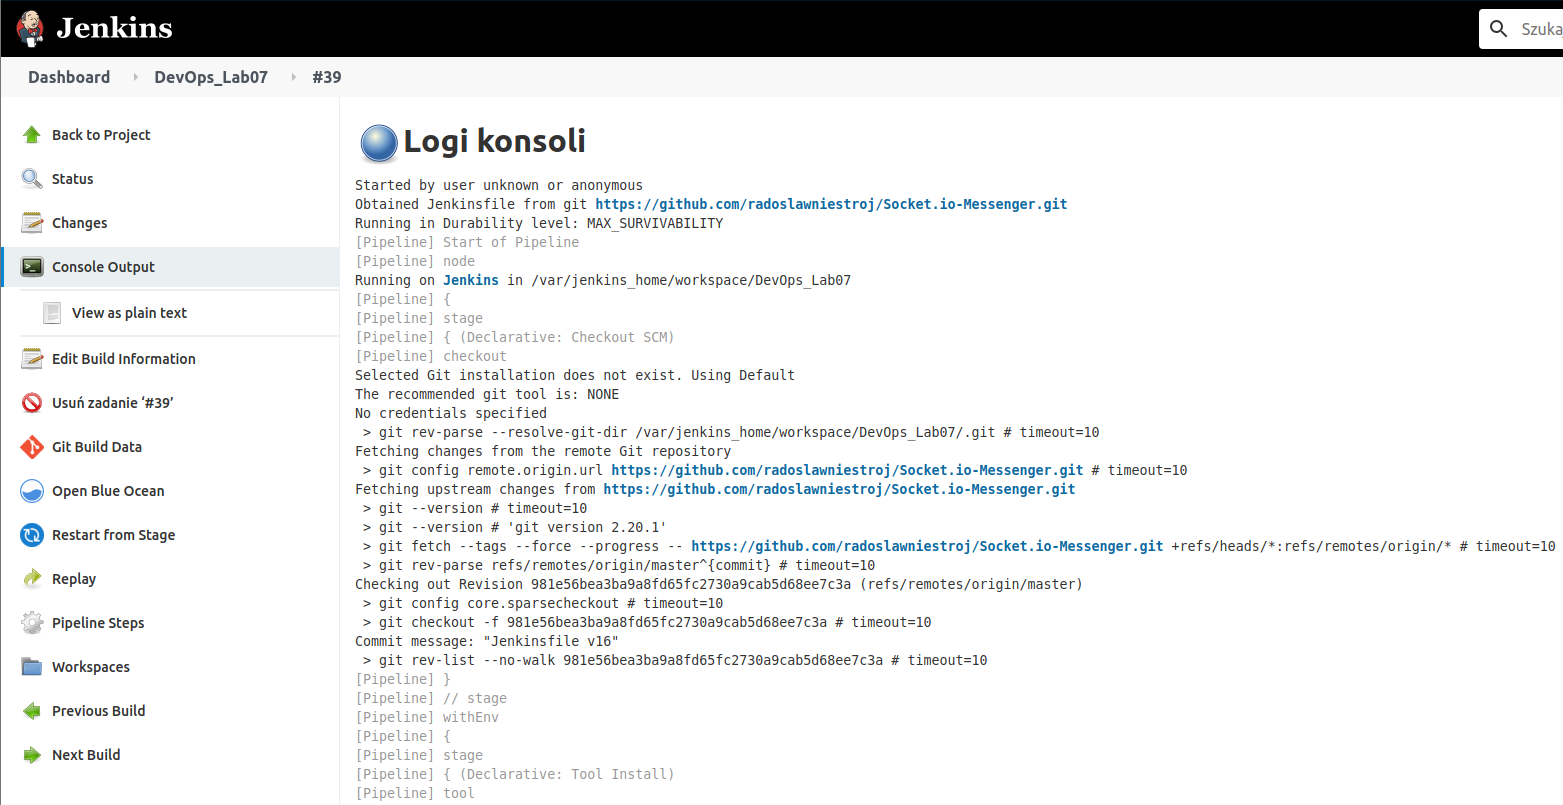 Jenkins
Szuka
Dashboard
DevOps_Lab07
#39
Back to Project
Status
Changes
Console Output
View as plain text
Edit Build Information
Usuń zadanie ‘#39’
Git Build Data
Open Blue Ocean
Restart from Stage
Replay
Pipeline Steps
Workspaces
Previous Build
Next Build
Logi konsoli
Started by user unknown or anonymous
Obtained Jenkinsfile from git https://github.com/radoslawniestroj/Socket.io-Messenger.git
Running in Durability level: MAX_SURVIVABILITY
[Pipeline] Start of Pipeline
[Pipeline] node
Running on Jenkins in /var/jenkins_home/workspace/DevOps_Lab07
[Pipeline] {
[Pipeline] stage
[Pipeline] { (Declarative: Checkout SCM)
[Pipeline] checkout
Selected Git installation does not exist. Using Default
The recommended git tool is: NONE
No credentials specified
> git rev-parse --resolve-git-dir /var/jenkins_home/workspace/DevOps_Lab07/.git # timeout=10
Fetching changes from the remote Git repository
> git config remote.origin.url https://github.com/radoslawniestroj/Socket.io-Messenger.git # timeout=10
Fetching upstream changes from https://github.com/radoslawniestroj/Socket.io-Messenger.git
> git --version # timeout=10
> git --version # 'git version 2.20.1'
> git fetch --tags --force --progress -- https://github.com/radoslawniestroj/Socket.io-Messenger.git +refs/heads/*:refs/remotes/origin/* # timeout=10
> git rev-parse refs/remotes/origin/master^{commit} # timeout=10
Checking out Revision 981e56bea3ba9a8fd65fc2730a9cab5d68ee7c3a (refs/remotes/origin/master)
> git config core.sparsecheckout # timeout=10
> git checkout -f 981e56bea3ba9a8fd65fc2730a9cab5d68ee7c3a # timeout=10
Commit message: "Jenkinsfile v16"
> git rev-list --no-walk 981e56bea3ba9a8fd65fc2730a9cab5d68ee7c3a # timeout=10
[Pipeline] }
[Pipeline] // stage
[Pipeline] withEnv
[Pipeline] {
[Pipeline] stage
[Pipeline] { (Declarative: Tool Install)
[Pipeline] tool